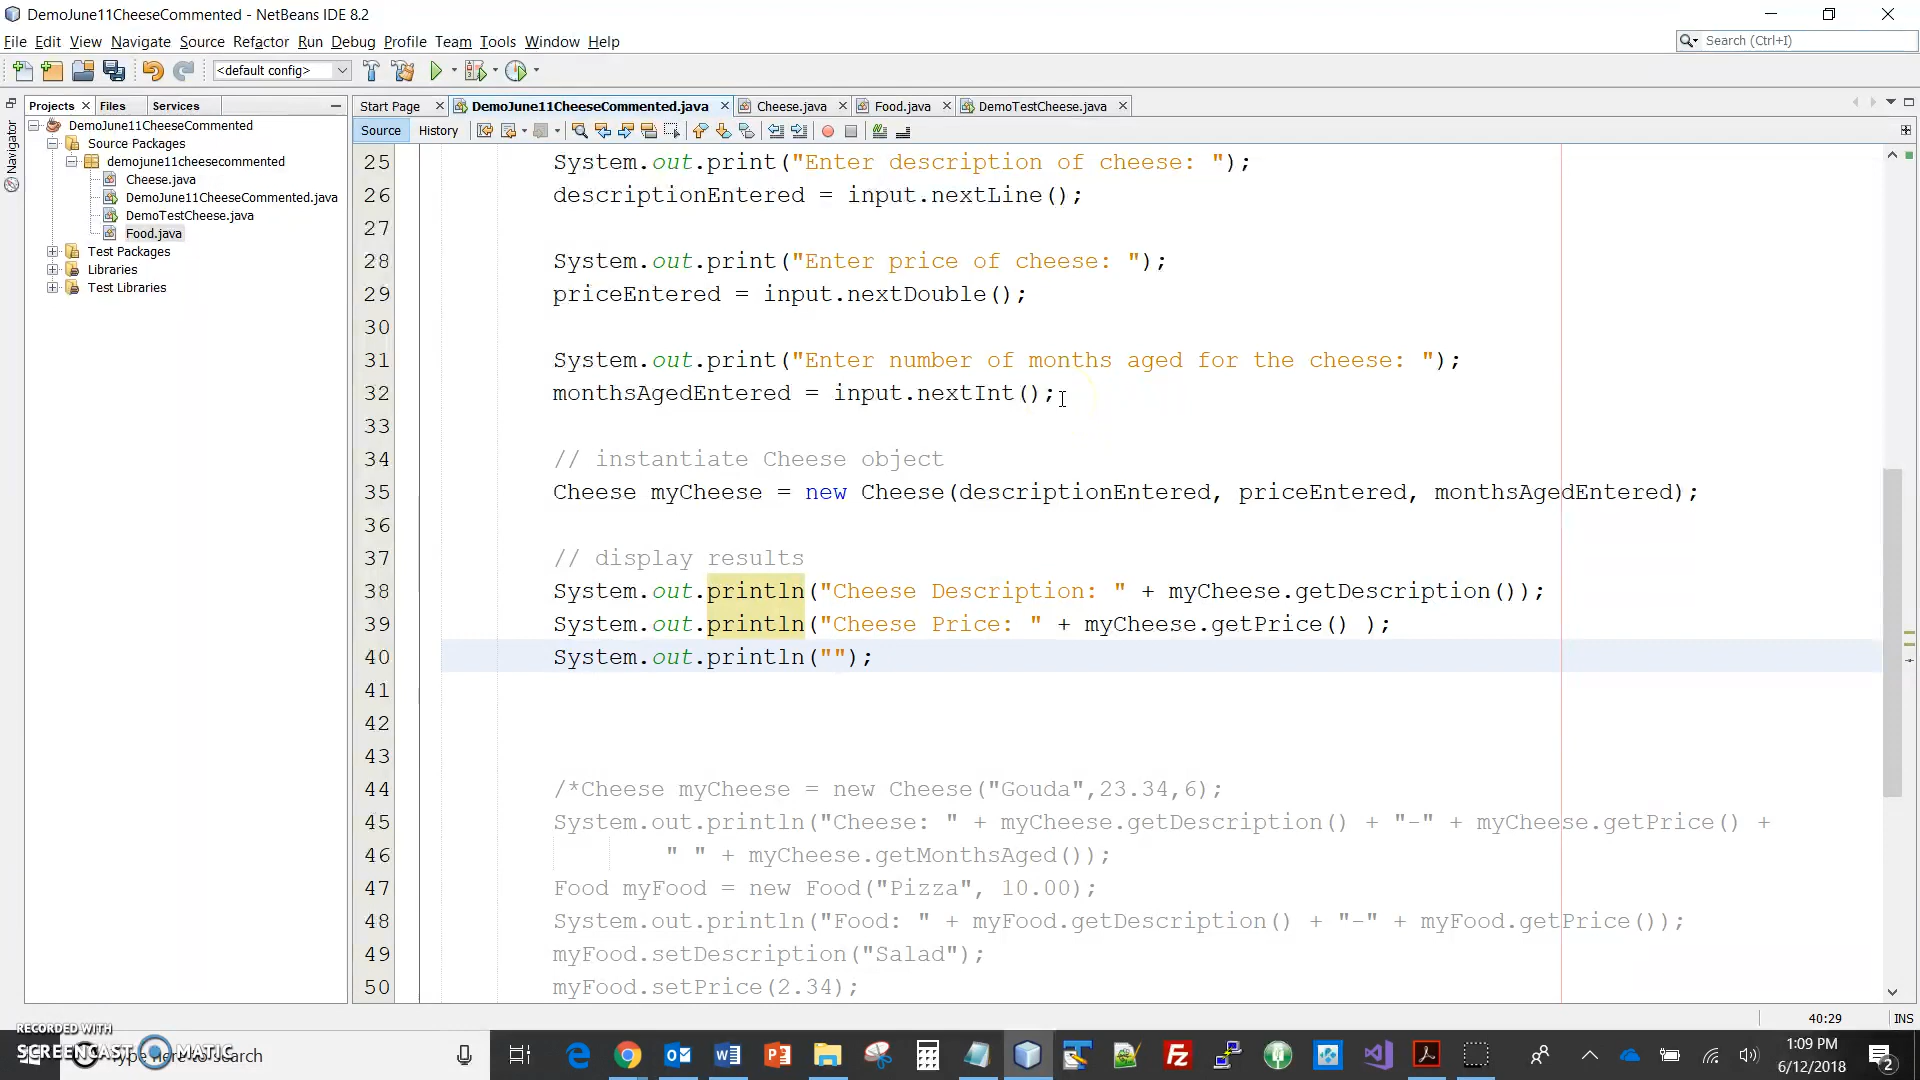 DemoJune11CheeseCommented - NetBeans IDE 8.2
File Edit View Navigate Source Refactor Run Debug Profile Team Tools Window Help
Search (Ctrl+I)
<default config>
Projects Files Services
Start Page DemoJune11CheeseCommented.java Cheese.java Food.java DemoTestCheese.java
Navigator
Source History
DemoJune11CheeseCommented
Source Packages
demojune11cheesecommented
Cheese.java
DemoJune11CheeseCommented.java
DemoTestCheese.java
Food.java
Test Packages
Libraries
Test Libraries
25 System.out.print("Enter description of cheese: ");
26 descriptionEntered = input.nextLine();
27
28 System.out.print("Enter price of cheese: ");
29 priceEntered = input.nextDouble();
30
31 System.out.print("Enter number of months aged for the cheese: ");
32 monthsAgedEntered = input.nextInt();
33
34 // instantiate Cheese object
35 Cheese myCheese = new Cheese(descriptionEntered, priceEntered, monthsAgedEntered);
36
37 // display results
38 System.out.println("Cheese Description: " + myCheese.getDescription());
39 System.out.println("Cheese Price: " + myCheese.getPrice() );
40 System.out.println("");
41
42
43
44 /*Cheese myCheese = new Cheese("Gouda",23.34,6);
45 System.out.println("Cheese: " + myCheese.getDescription() + "-" + myCheese.getPrice() +
46 " " + myCheese.getMonthsAged());
47 Food myFood = new Food("Pizza", 10.00);
48 System.out.println("Food: " + myFood.getDescription() + "-" + myFood.getPrice());
49 myFood.setDescription("Salad");
50 myFood.setPrice(2.34);
40:29 INS
RECORDED WITH
SCREENCAST MATIC
Type here to search
1:09 PM
6/12/2018
2